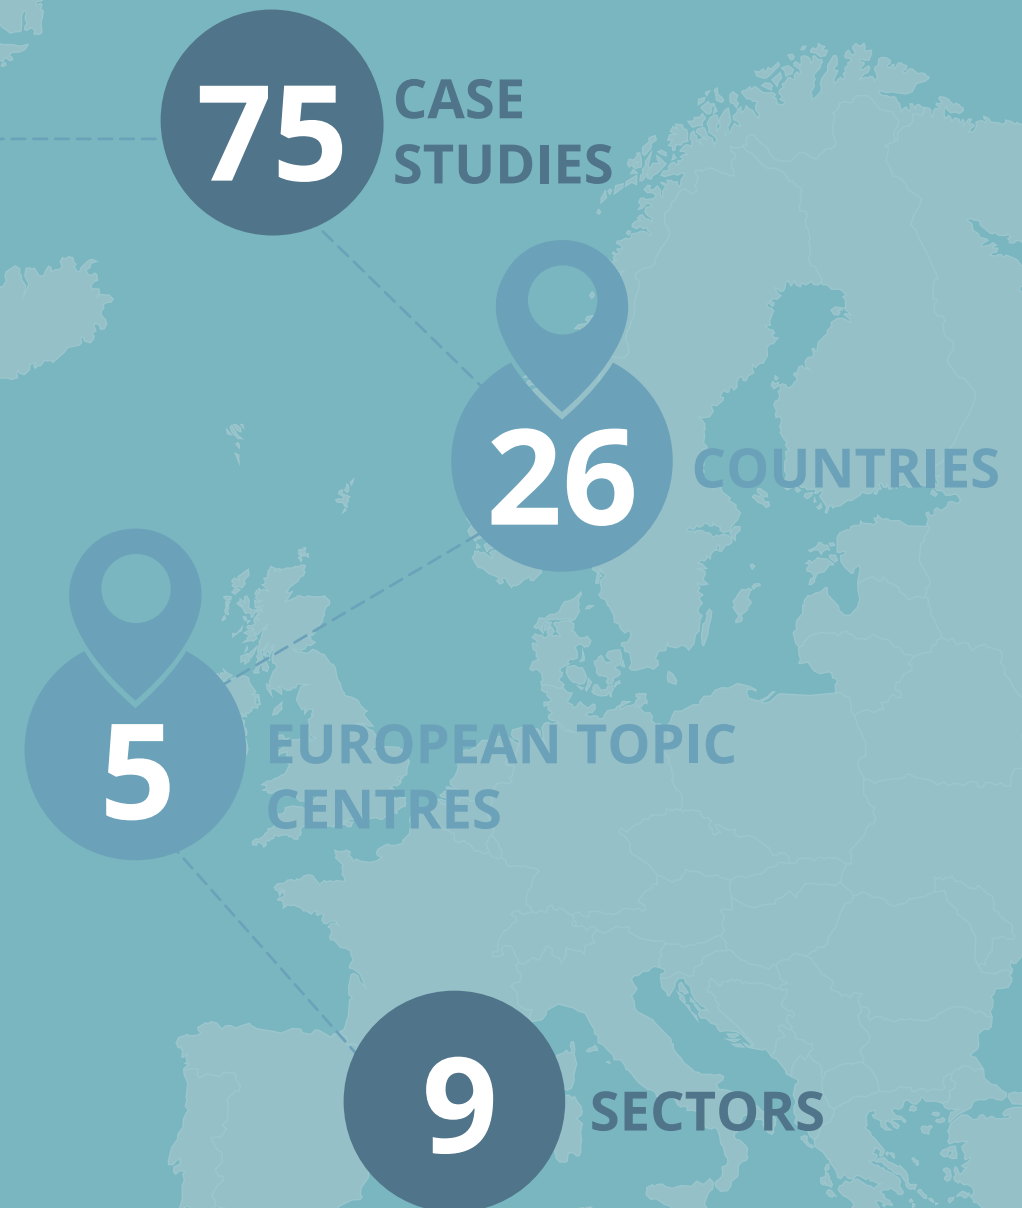 75
CASE
STUDIES
26
COUNTRIES
5
EUROPEAN TOPIC
CENTRES
9
SECTORS